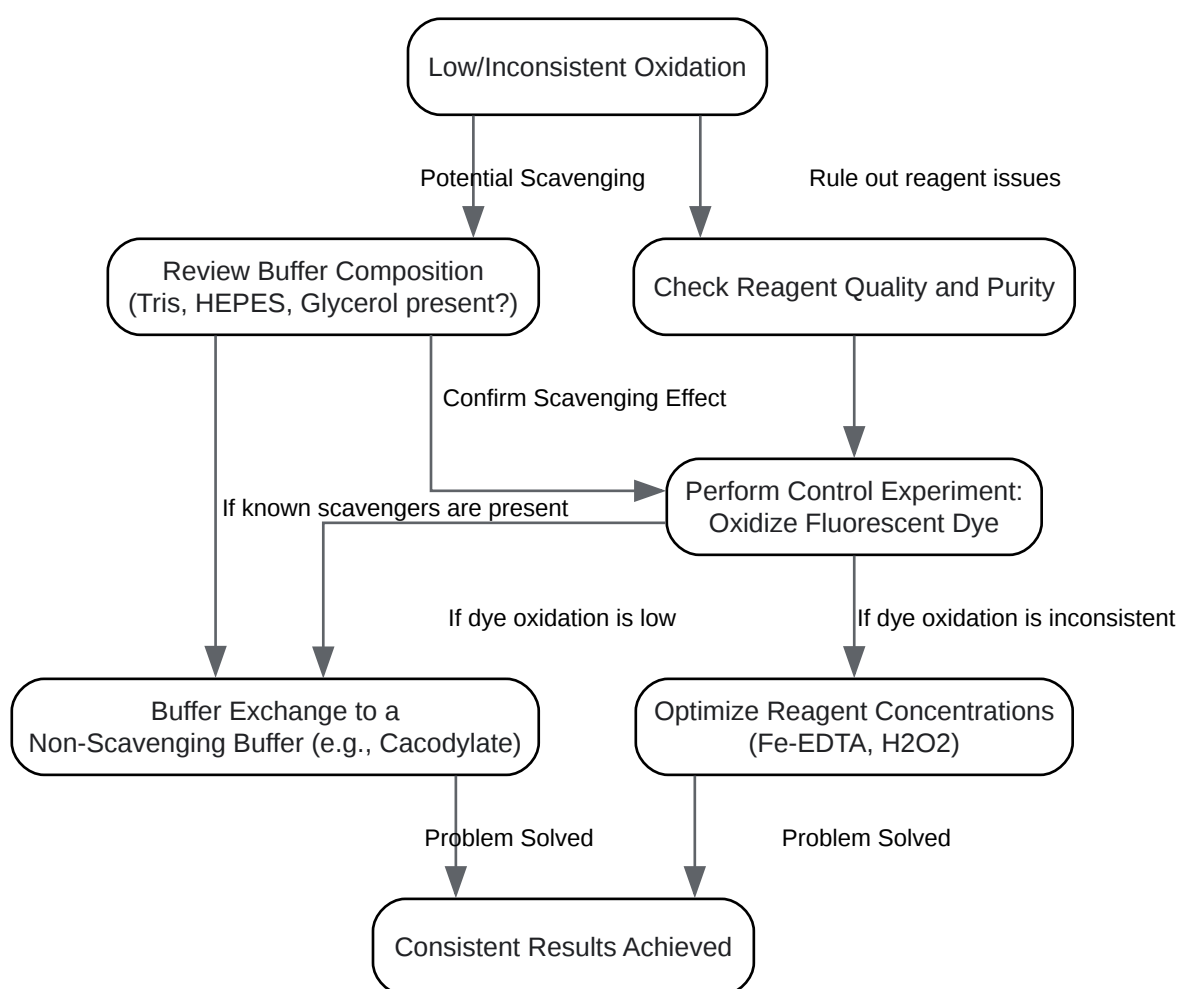 Low/Inconsistent Oxidation
Potential Scavenging
Rule out reagent issues
Review Buffer Composition
(Tris, HEPES, Glycerol present?)
Check Reagent Quality and Purity
Confirm Scavenging Effect
Perform Control Experiment:
Oxidize Fluorescent Dye
If known scavengers are present
If dye oxidation is low
If dye oxidation is inconsistent
Buffer Exchange to a
Non-Scavenging Buffer (e.g., Cacodylate)
Optimize Reagent Concentrations
(Fe-EDTA, H2O2)
Problem Solved
Problem Solved
Consistent Results Achieved